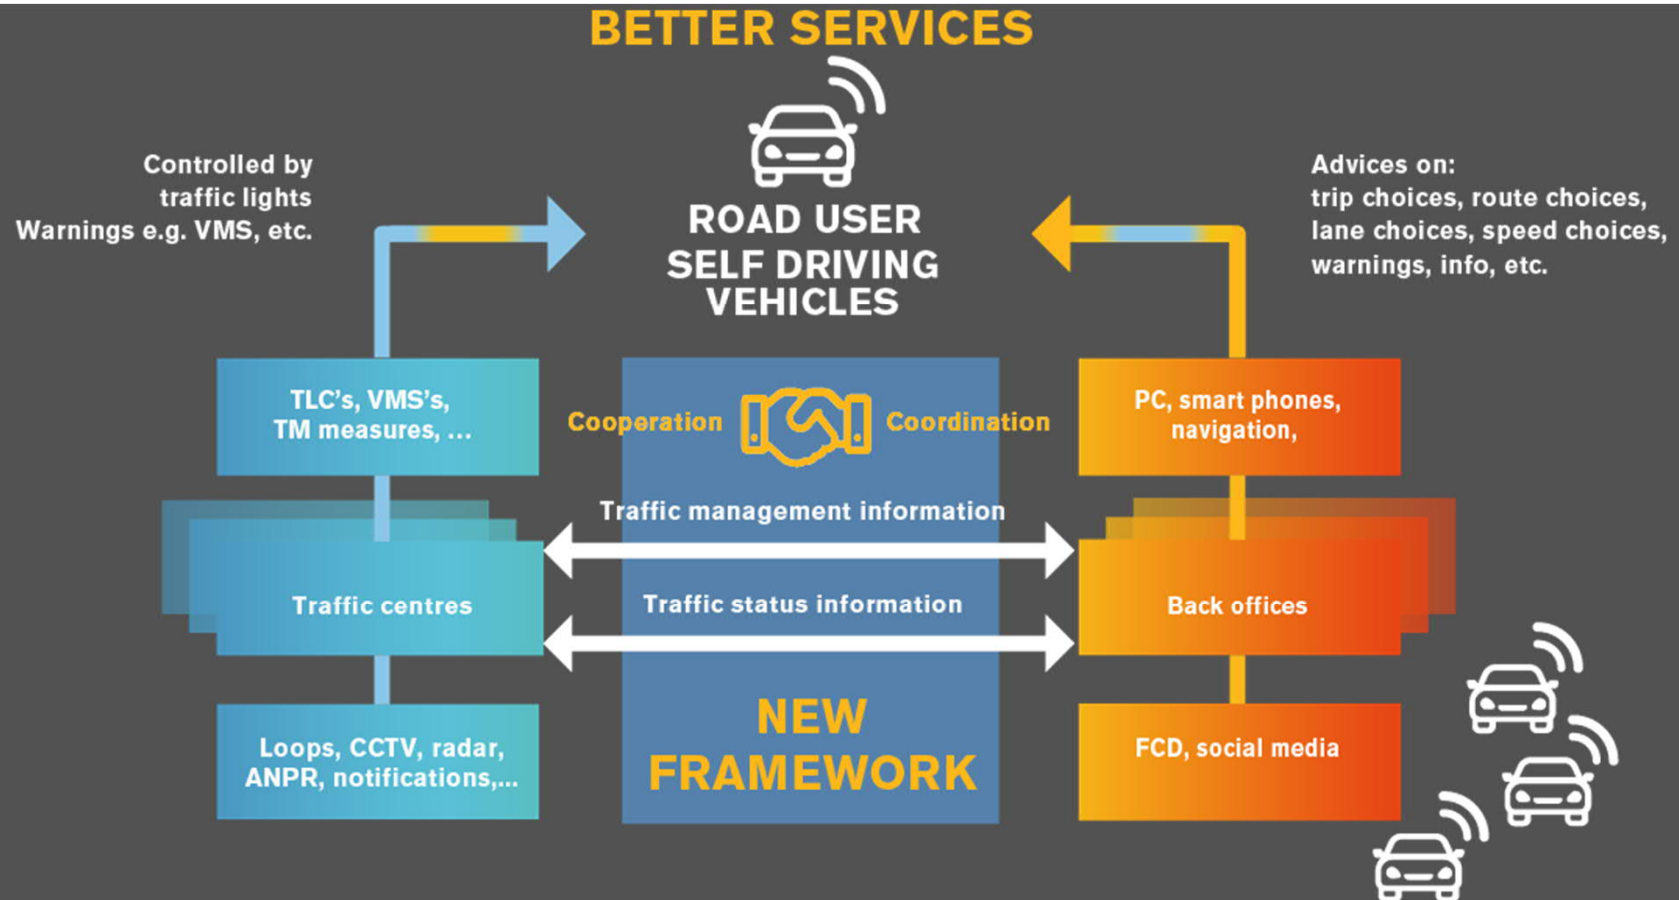 BETTER SERVICES
Controlled by
traffic lights
Warnings e.g. VMS, etc.
ROAD USER
SELF DRIVING
VEHICLES
Advices on:
trip choices, route choices,
lane choices, speed choices,
warnings, info, etc.
TLC's, VMS's,
TM measures, ...
Cooperation
Coordination
PC, smart phones,
navigation,
Traffic management information
Traffic centres
Traffic status information
Back offices
Loops, CCTV, radar,
ANPR, notifications,...
NEW
FRAMEWORK
FCD, social media